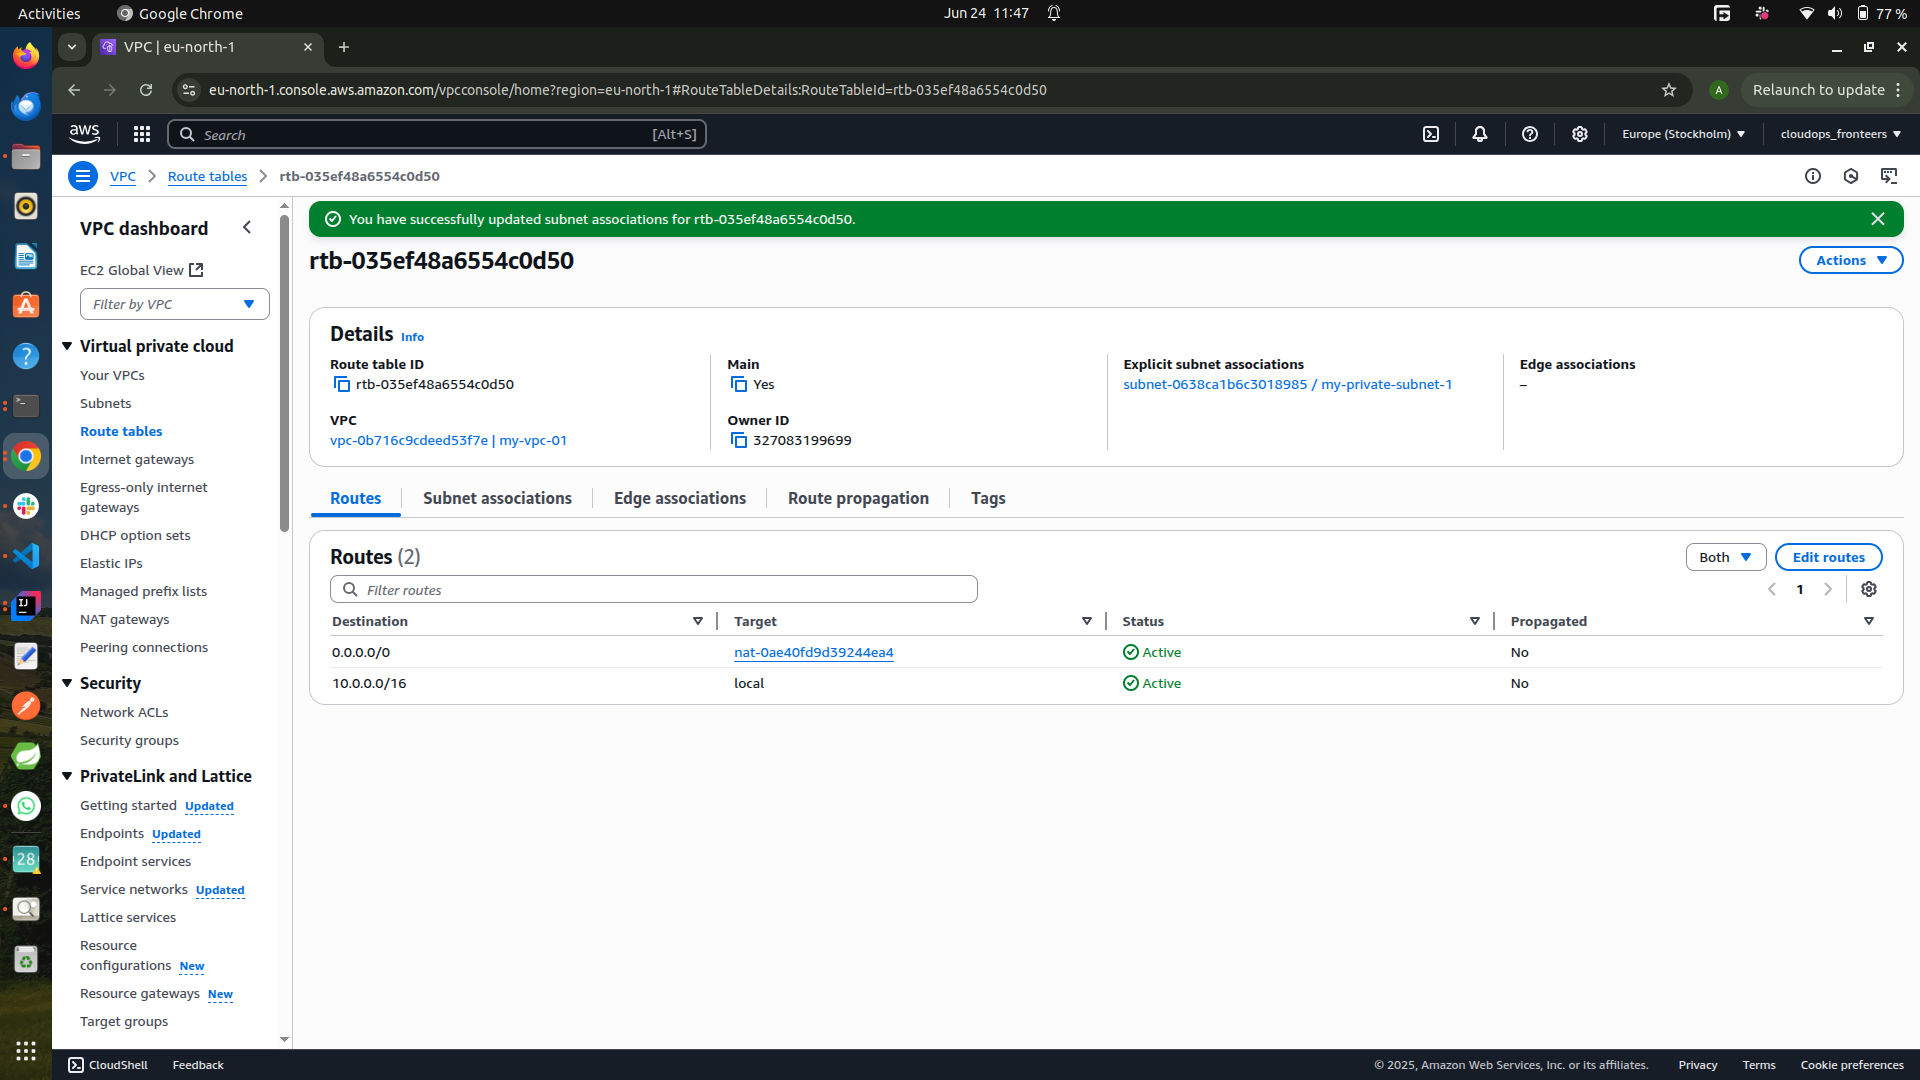 Activities
Google Chrome
Jun 24 11:47
77 %
VPC | eu-north-1
eu-north-1.console.aws.amazon.com/vpcconsole/home?region=eu-north-1#RouteTableDetails:RouteTableId=rtb-035ef48a6554c0d50
A
Relaunch to update
aws
Search
[Alt+S]
Europe (Stockholm)
cloudops_fronteers
VPC
Route tables
rtb-035ef48a6554c0d50
VPC dashboard
EC2 Global View
Filter by VPC
Virtual private cloud
Your VPCs
Subnets
Route tables
Internet gateways
Egress-only internet
gateways
DHCP option sets
Elastic IPs
Managed prefix lists
NAT gateways
Peering connections
Security
Network ACLs
Security groups
PrivateLink and Lattice
Getting started Updated
Endpoints Updated
Endpoint services
Service networks Updated
Lattice services
Resource
configurations New
Resource gateways New
Target groups
You have successfully updated subnet associations for rtb-035ef48a6554c0d50.
rtb-035ef48a6554c0d50
Actions
Details Info
Route table ID
rtb-035ef48a6554c0d50
Main
Yes
Explicit subnet associations
subnet-0638ca1b6c3018985 / my-private-subnet-1
Edge associations
–
VPC
vpc-0b716c9cdeed53f7e | my-vpc-01
Owner ID
327083199699
Routes
Subnet associations
Edge associations
Route propagation
Tags
Routes (2)
Both
Edit routes
Filter routes
1
Destination Target Status Propagated
0.0.0.0/0 nat-0ae40fd9d39244ea4 Active No
10.0.0.0/16 local Active No
IJ
28
CloudShell
Feedback
© 2025, Amazon Web Services, Inc. or its affiliates.
Privacy
Terms
Cookie preferences